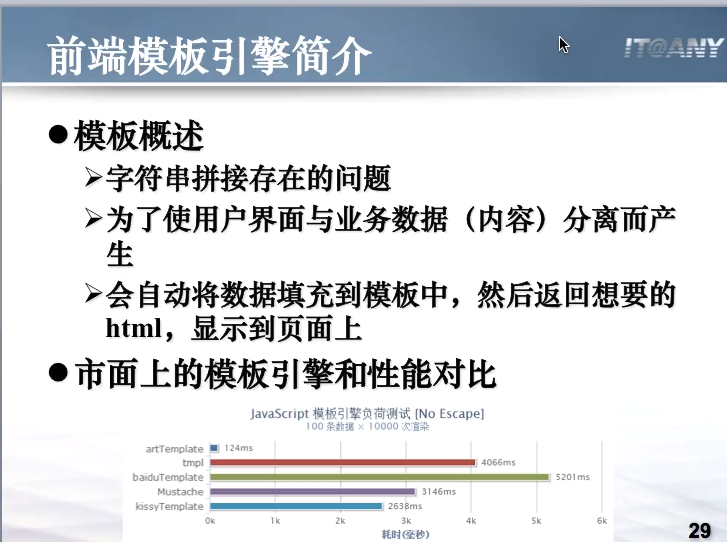 前端模板引擎简介
IT@ANY
●模板概述
➢字符串拼接存在的问题
➢为了使用户界面与业务数据（内容）分离而产
生
➢会自动将数据填充到模板中，然后返回想要的
html，显示到页面上
●市面上的模板引擎和性能对比
JavaScript 模板引擎负荷测试 [No Escape]
100 条数据 × 10000 次渲染
artTemplate 124ms
tmpl 4066ms
baiduTemplate 5201ms
Mustache 3146ms
kissyTemplate 2638ms
0k 1k 2k 3k 4k 5k 6k
耗时(毫秒)
29